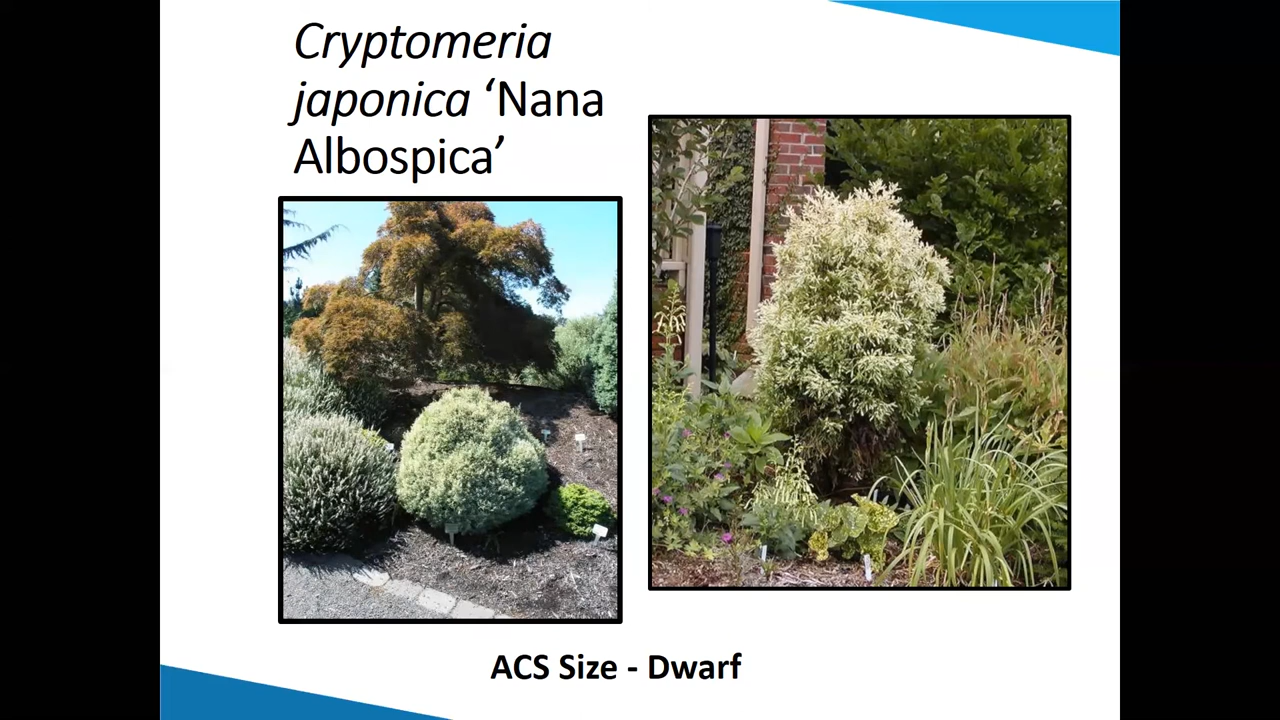 Cryptomeria
japonica ‘Nana
Albospica’
ACS Size - Dwarf